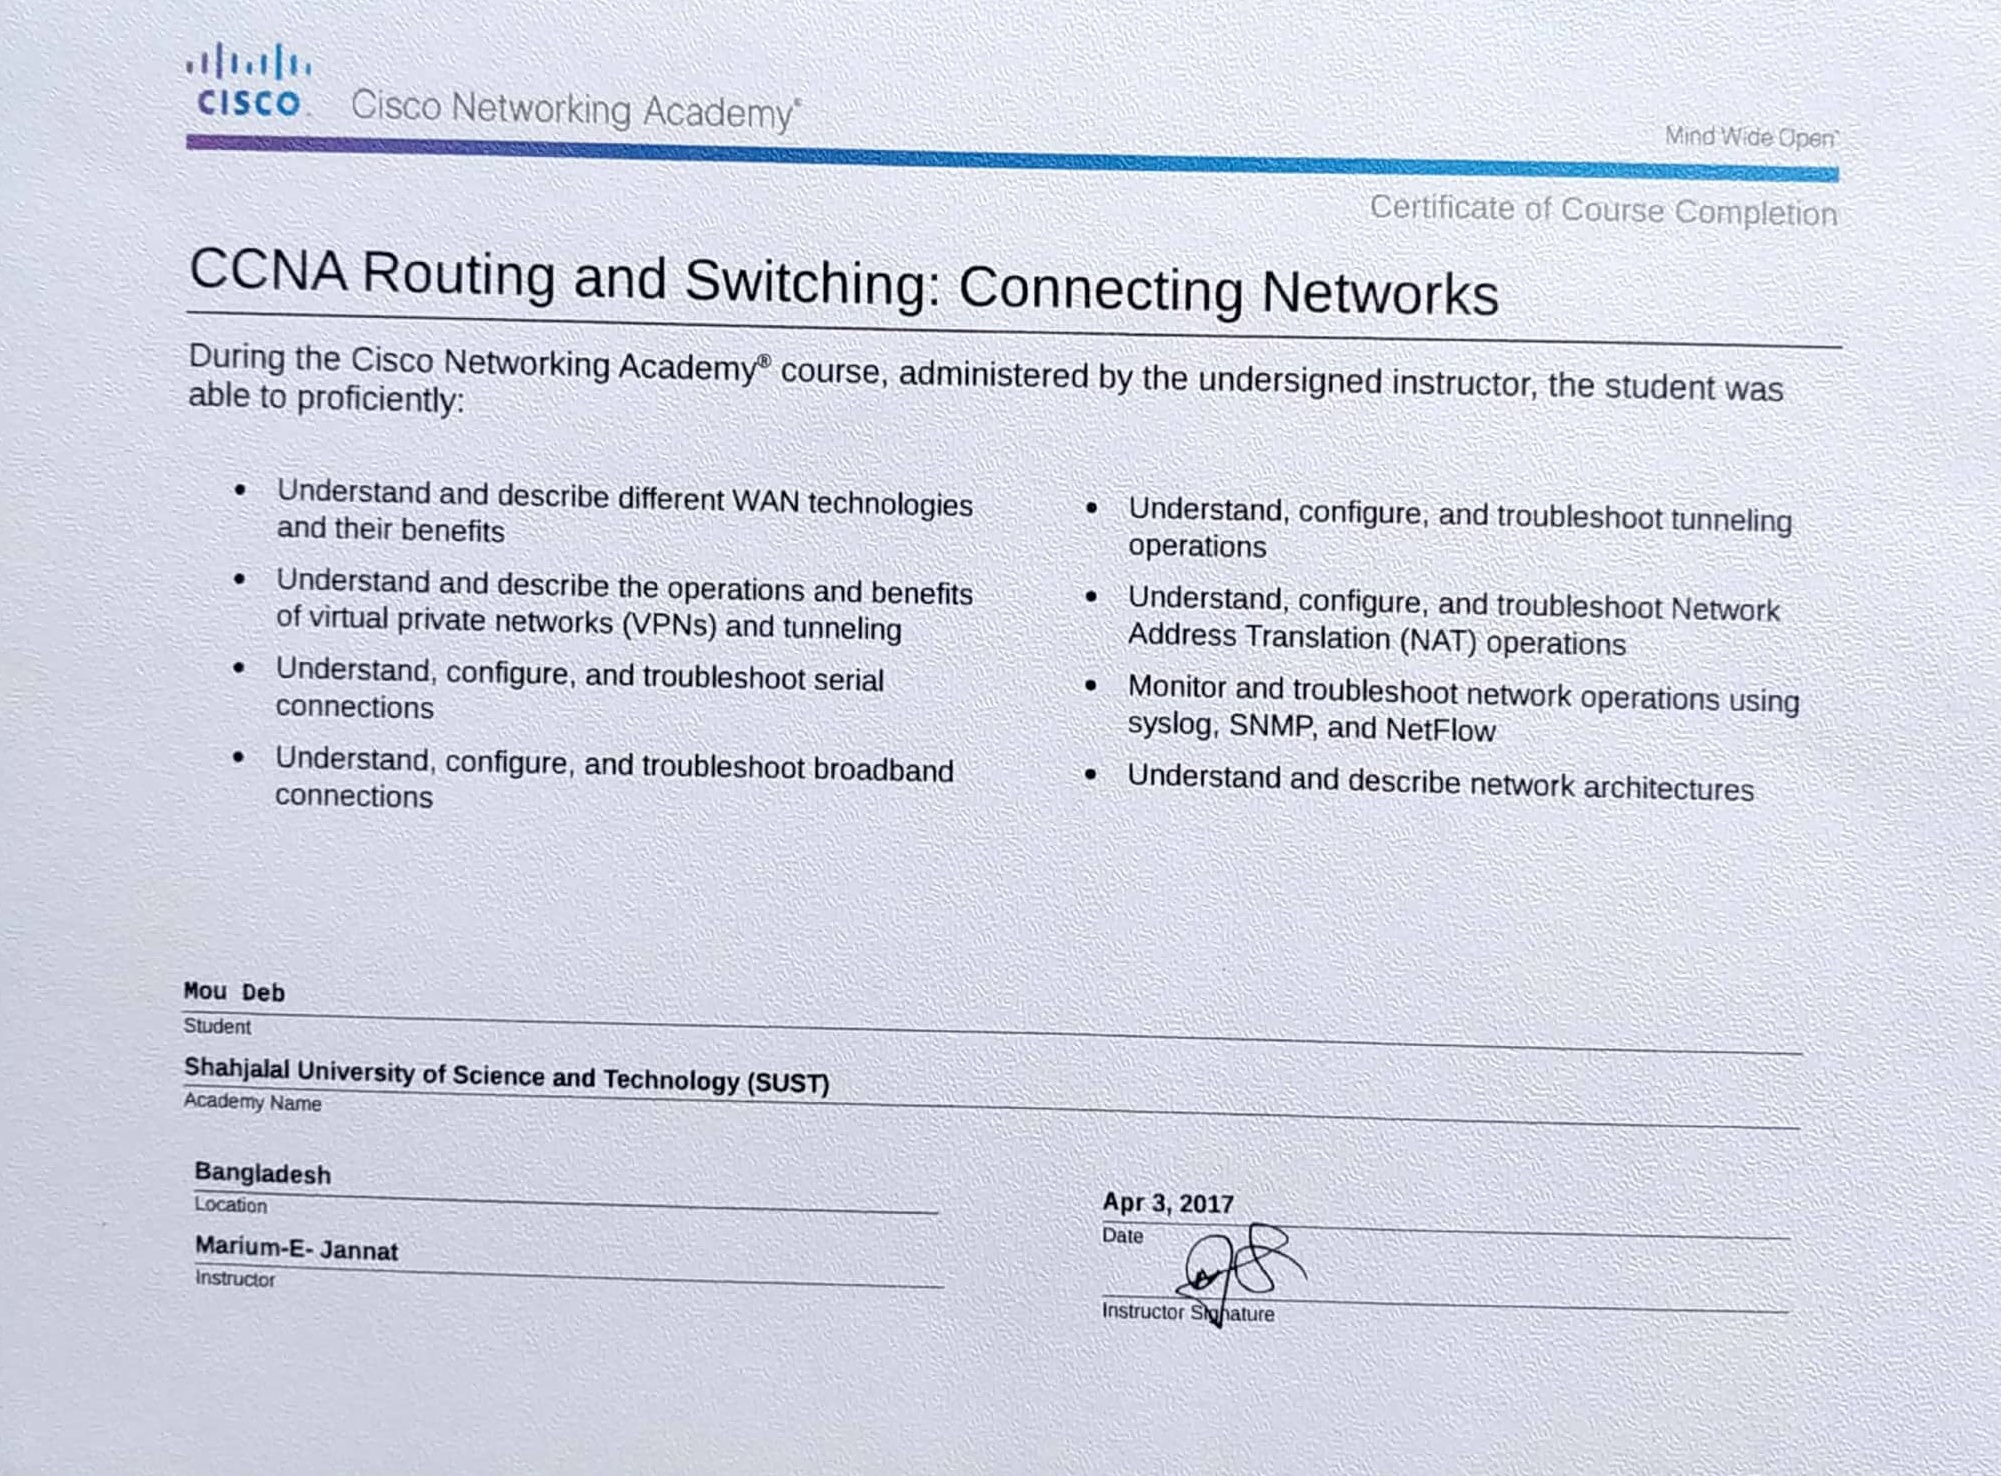 CISCO
Cisco Networking Academy®
Mind Wide Open™
Certificate of Course Completion
CCNA Routing and Switching: Connecting Networks
During the Cisco Networking Academy® course, administered by the undersigned instructor, the student was
able to proficiently:
• Understand and describe different WAN technologies
and their benefits
• Understand and describe the operations and benefits
of virtual private networks (VPNs) and tunneling
• Understand, configure, and troubleshoot serial
connections
• Understand, configure, and troubleshoot broadband
connections
• Understand, configure, and troubleshoot tunneling
operations
• Understand, configure, and troubleshoot Network
Address Translation (NAT) operations
• Monitor and troubleshoot network operations using
syslog, SNMP, and NetFlow
• Understand and describe network architectures
Mou Deb
Student
Shahjalal University of Science and Technology (SUST)
Academy Name
Bangladesh
Location
Marium-E- Jannat
Instructor
Apr 3, 2017
Date
Instructor Signature